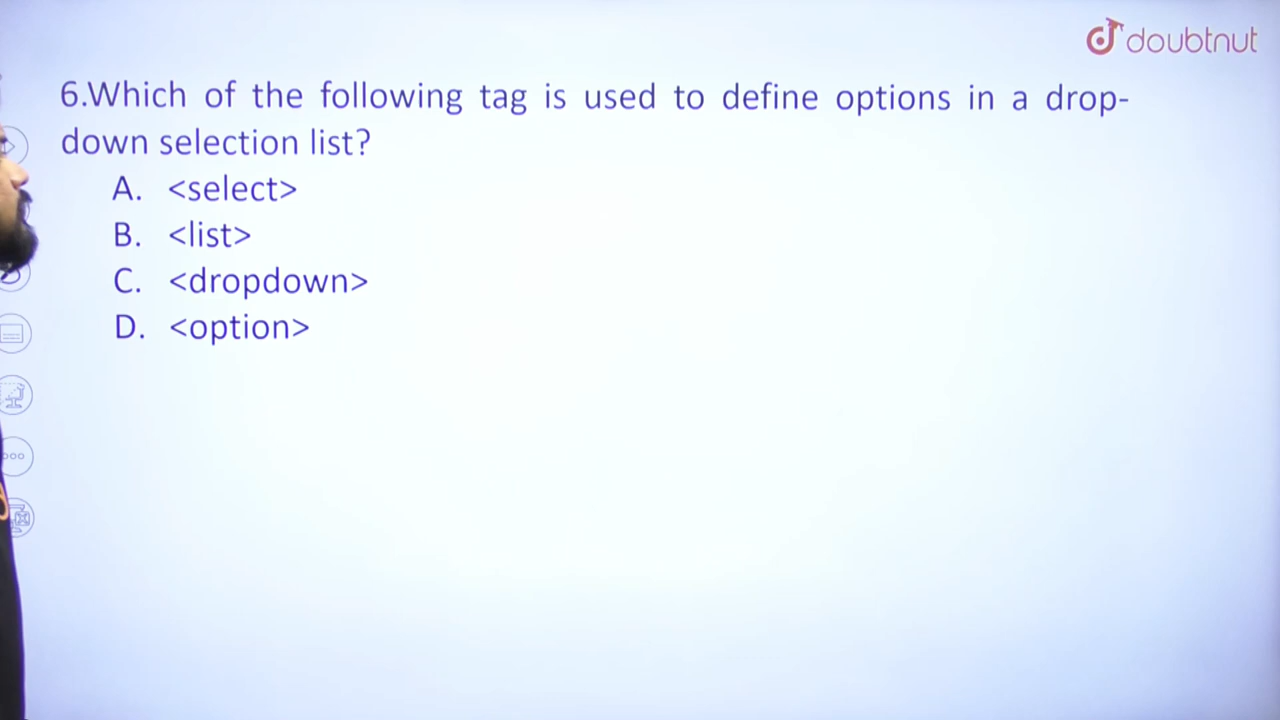 doubtnut
6.Which of the following tag is used to define options in a drop-
down selection list?
A. <select>
B. <list>
C. <dropdown>
D. <option>